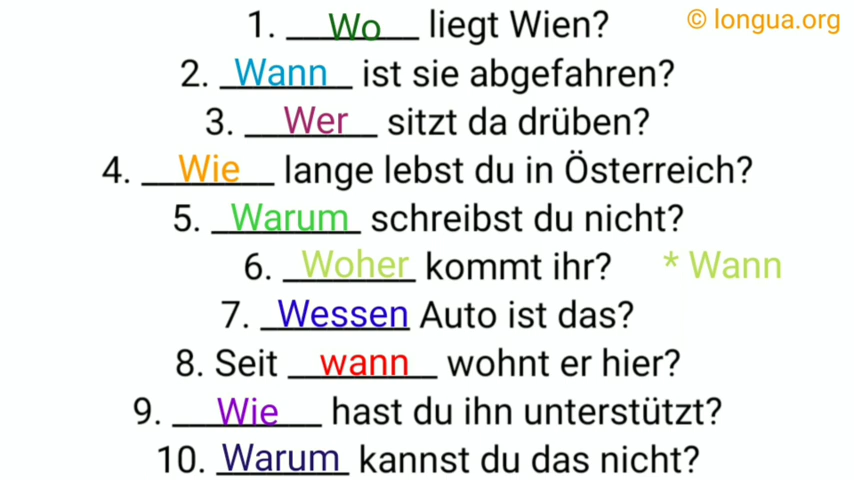 © longua.org
1. Wo liegt Wien?
2. Wann ist sie abgefahren?
3. Wer sitzt da drüben?
4. Wie lange lebst du in Österreich?
5. Warum schreibst du nicht?
6. Woher kommt ihr? * Wann
7. Wessen Auto ist das?
8. Seit wann wohnt er hier?
9. Wie hast du ihn unterstützt?
10. Warum kannst du das nicht?